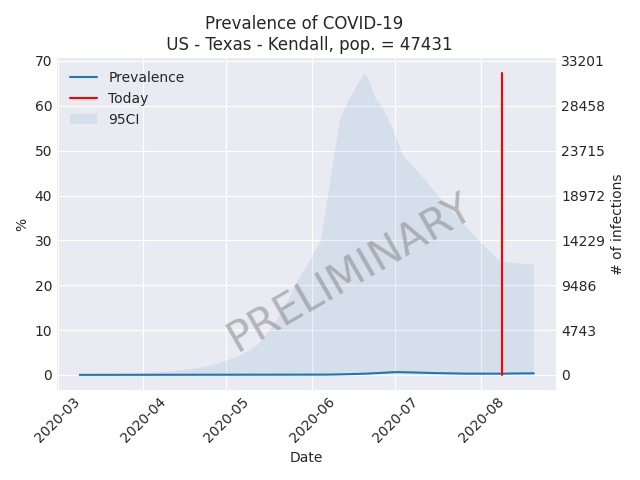 Prevalence of COVID-19
US - Texas - Kendall, pop. = 47431
Prevalence
Today
95CI
70
60
50
40
30
20
10
0
%
33201
28458
23715
18972
14229
9486
4743
0
# of infections
PRELIMINARY
2020-03
2020-04
2020-05
2020-06
2020-07
2020-08
Date